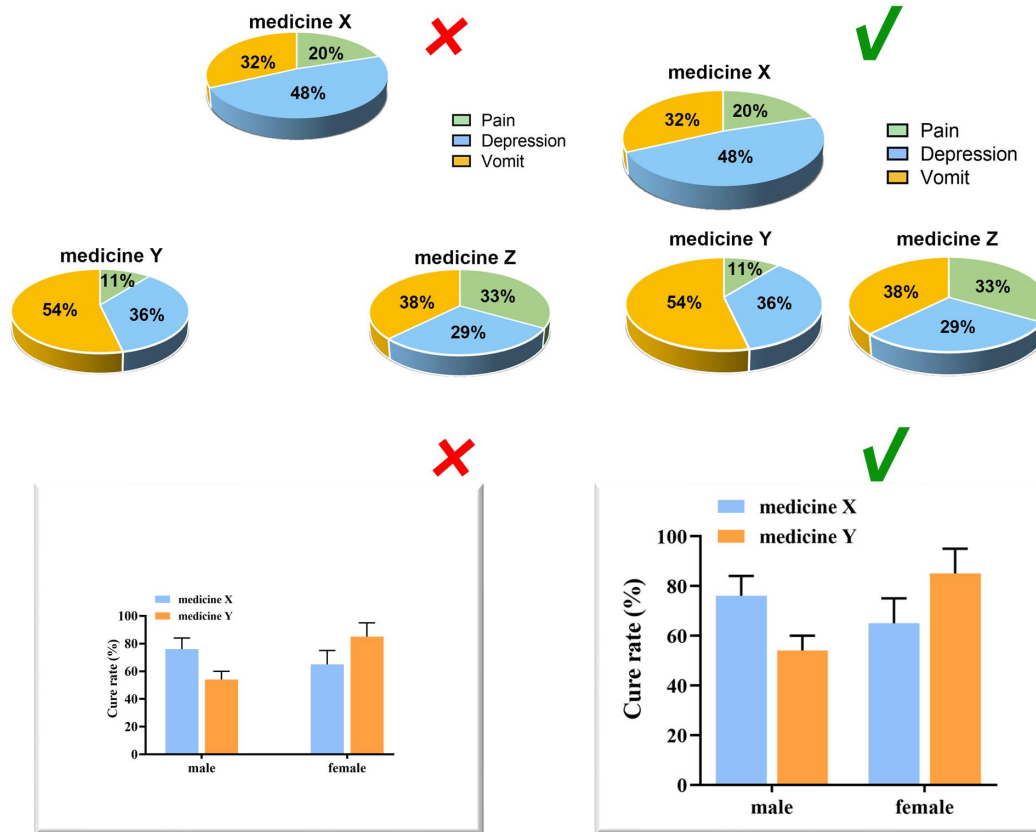 medicine X
32%
20%
48%
Pain
Depression
Vomit
medicine Y
11%
54%
36%
medicine Z
38%
33%
29%
medicine X
32%
20%
48%
Pain
Depression
Vomit
medicine Y
11%
54%
36%
medicine Z
38%
33%
29%
medicine X
medicine Y
Cure rate (%)
100
80
60
40
20
0
male
female
medicine X
medicine Y
Cure rate (%)
100
80
60
40
20
0
male
female